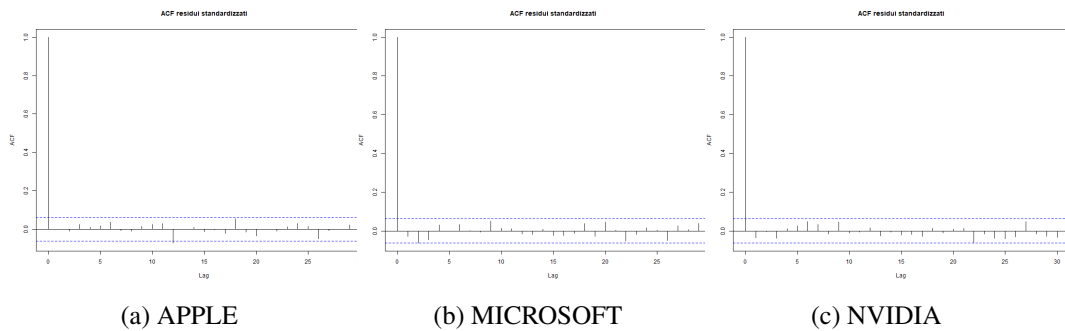 ACF residui standardizzati
ACF
1.0
0.8
0.6
0.4
0.2
0.0
0 5 10 15 20 25
Lag
(a) APPLE
ACF residui standardizzati
ACF
1.0
0.8
0.6
0.4
0.2
0.0
0 5 10 15 20 25
Lag
(b) MICROSOFT
ACF residui standardizzati
ACF
1.0
0.8
0.6
0.4
0.2
0.0
0 5 10 15 20 25 30
Lag
(c) NVIDIA